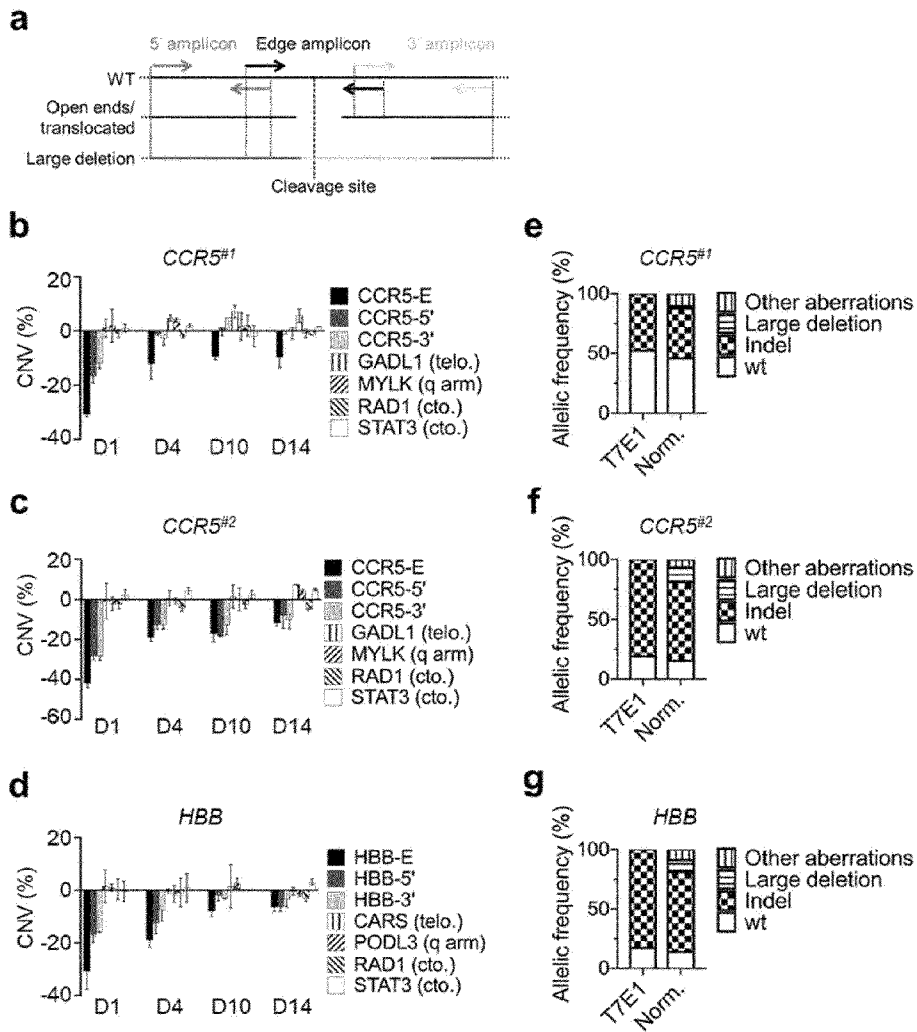 a
5' amplicon Edge amplicon 3' amplicon
WT
Open ends/
translocated
Large deletion
Cleavage site
b
CCR5#1
CNV (%)
20
0
-20
-40
D1 D4 D10 D14
CCR5-E
CCR5-5'
CCR5-3'
GADL1 (telo.)
MYLK (q arm)
RAD1 (cto.)
STAT3 (cto.)
e
CCR5#1
Allelic frequency (%)
100
50
0
T7E1 Norm.
Other aberrations
Large deletion
Indel
wt
c
CCR5#2
CNV (%)
20
0
-20
-40
-60
D1 D4 D10 D14
CCR5-E
CCR5-5'
CCR5-3'
GADL1 (telo.)
MYLK (q arm)
RAD1 (cto.)
STAT3 (cto.)
f
CCR5#2
Allelic frequency (%)
100
50
0
T7E1 Norm.
Other aberrations
Large deletion
Indel
wt
d
HBB
CNV (%)
20
0
-20
-40
D1 D4 D10 D14
HBB-E
HBB-5'
HBB-3'
CARS (telo.)
PODL3 (q arm)
RAD1 (cto.)
STAT3 (cto.)
g
HBB
Allelic frequency (%)
100
50
0
T7E1 Norm.
Other aberrations
Large deletion
Indel
wt